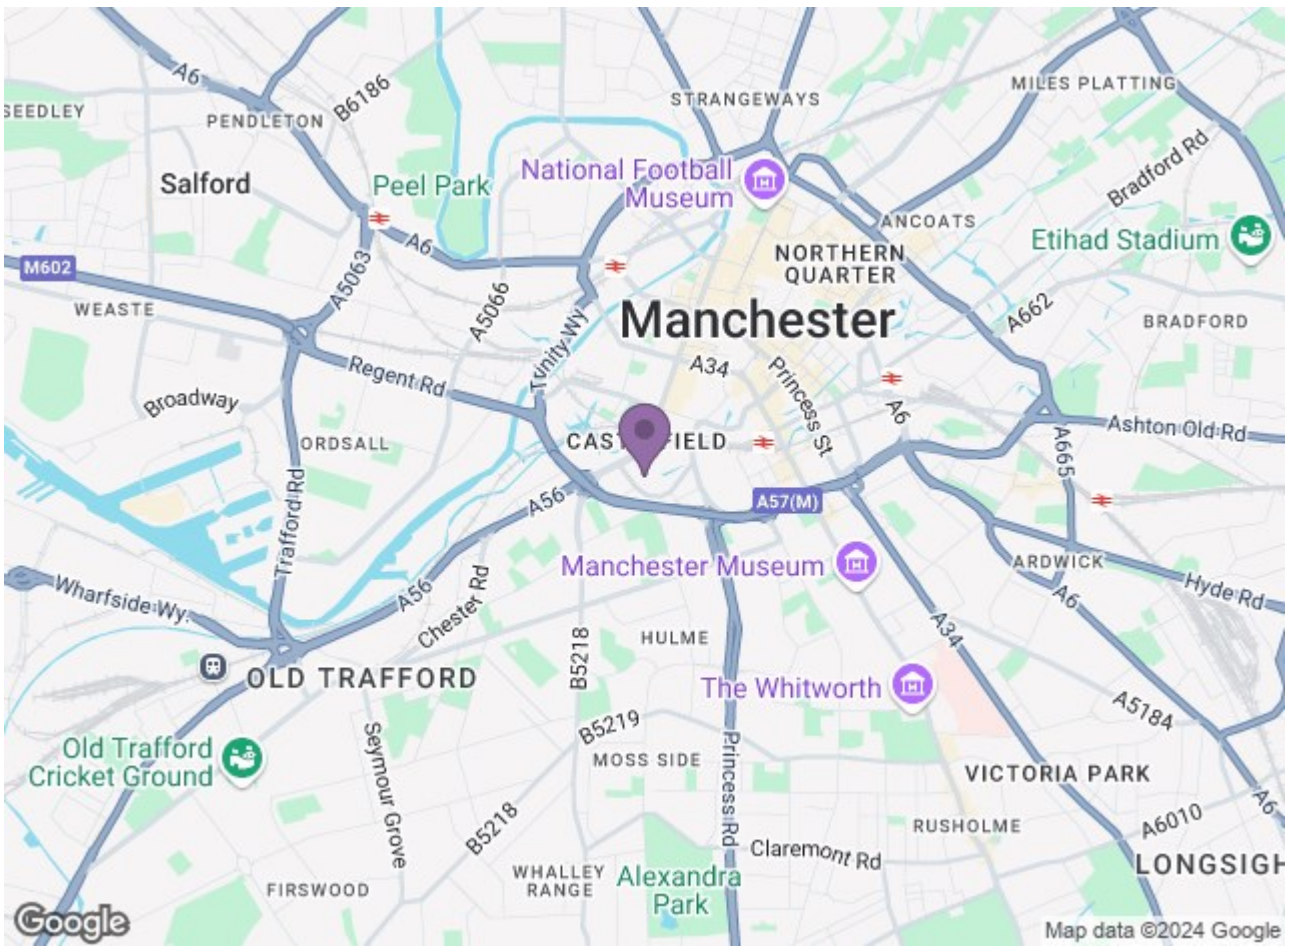 A6
B6186
SEEDLEY
PENDLETON
STRANGEWAYS
MILES PLATTING
Bradford Rd
Salford
Peel Park
National Football
Museum
ANCOATS
Etihad Stadium
A6
NORTHERN
QUARTER
M602
A5063
WEASTE
A5066
Manchester
A662
BRADFORD
Trinity Wy
Regent Rd
A34
Princess St
Broadway
A6
Ashton Old Rd
ORDSALL
CAST FIELD
A665
Trafford Rd
A56
A57(M)
Manchester Museum
ARDWICK
Hyde Rd
Wharfside Wy.
A56
Chester Rd
A6
HULME
B5218
A34
OLD TRAFFORD
The Whitworth
A5184
B5219
Old Trafford
Cricket Ground
Seymour Grove
MOSS SIDE
Princess Rd
VICTORIA PARK
A6
B5218
RUSHOLME
A6010
Claremont Rd
LONGSIGH
WHALLEY
RANGE
Alexandra
Park
FIRSWOOD
Google
Map data ©2024 Google